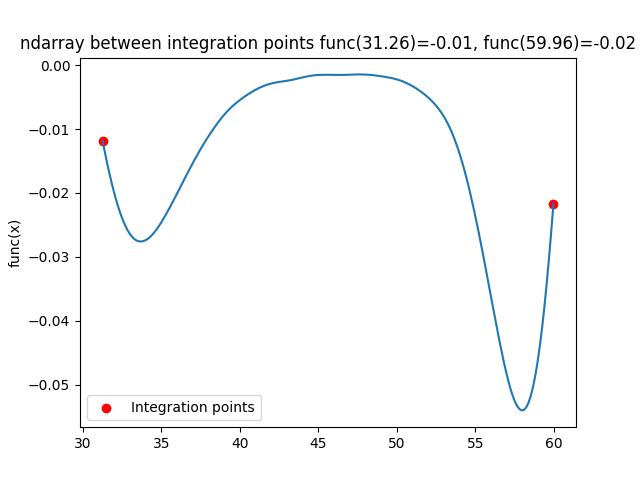 ndarray between integration points func(31.26)=-0.01, func(59.96)=-0.02
0.00
−0.01
−0.02
−0.03
−0.04
−0.05
func(x)
Integration points
30 35 40 45 50 55 60